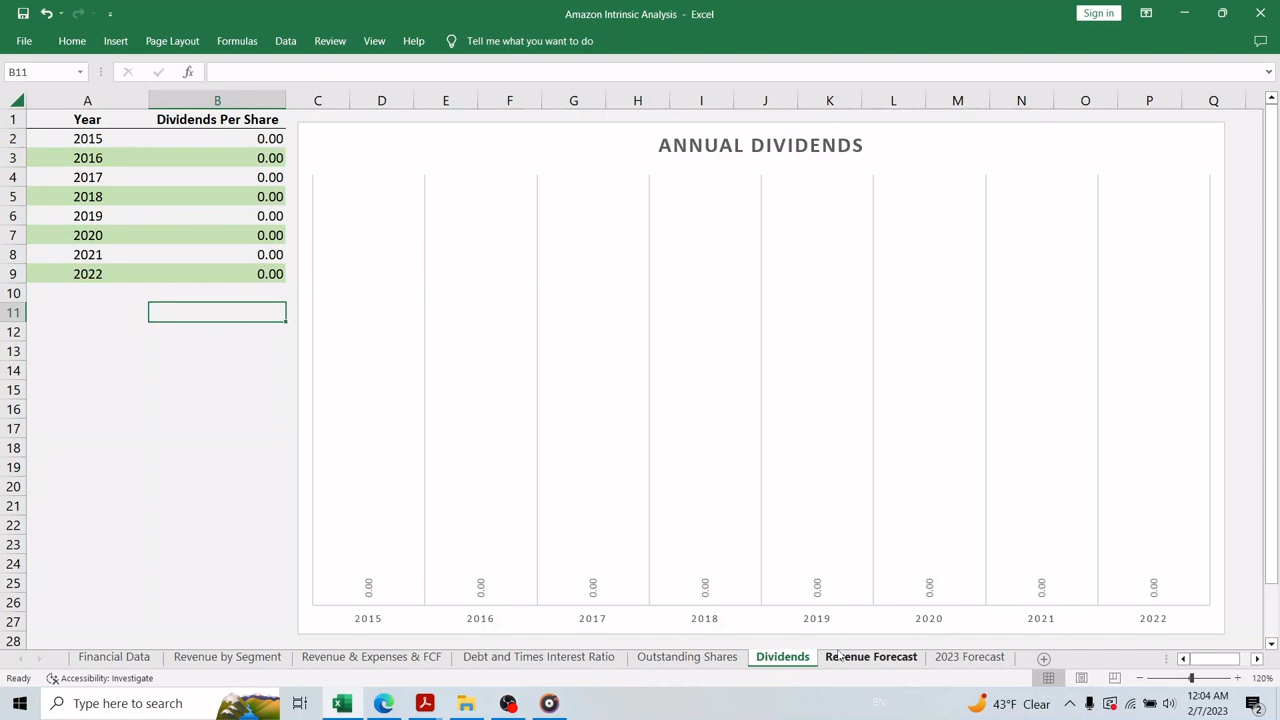 Amazon Intrinsic Analysis - Excel
Sign in
File Home Insert Page Layout Formulas Data Review View Help Tell me what you want to do
B11 fx
A B C D E F G H I J K L M N O P Q
1 Year Dividends Per Share
2 2015 0.00
3 2016 0.00
4 2017 0.00
5 2018 0.00
6 2019 0.00
7 2020 0.00
8 2021 0.00
9 2022 0.00
10
11
12
13
14
15
16
17
18
19
20
21
22
23
24
25
26
27
28
ANNUAL DIVIDENDS
0.00 0.00 0.00 0.00 0.00 0.00 0.00 0.00
2015 2016 2017 2018 2019 2020 2021 2022
Financial Data Revenue by Segment Revenue & Expenses & FCF Debt and Times Interest Ratio Outstanding Shares Dividends Revenue Forecast 2023 Forecast
Ready Accessibility: Investigate 120%
Type here to search EN 43°F Clear 12:04 AM
2/7/2023 2